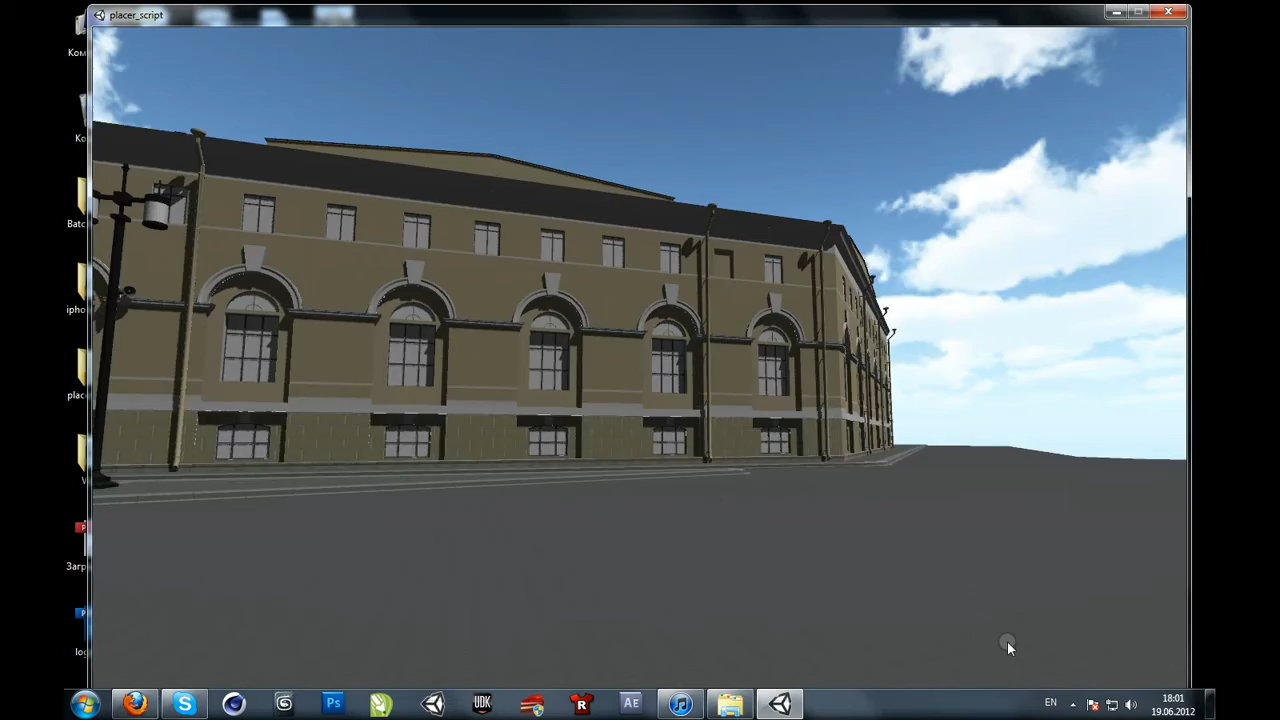 placer_script
Ком
Ко
Batc
ipho
plac
Загр
log
Ps
UDK
R
Ae
EN
18:01
19.06.2012